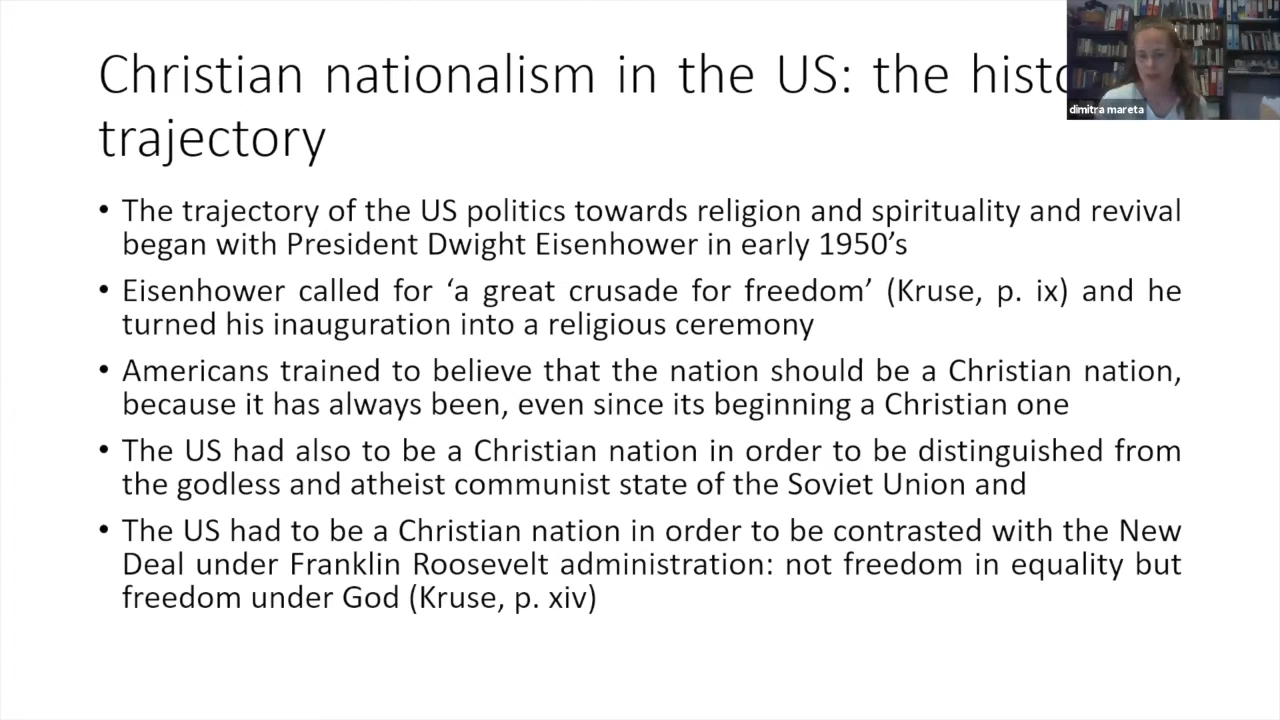 Christian nationalism in the US: the
trajectory
dimitra mareta
• The trajectory of the US politics towards religion and spirituality and revival
began with President Dwight Eisenhower in early 1950’s
• Eisenhower called for ‘a great crusade for freedom’ (Kruse, p. ix) and he
turned his inauguration into a religious ceremony
• Americans trained to believe that the nation should be a Christian nation,
because it has always been, even since its beginning a Christian one
• The US had also to be a Christian nation in order to be distinguished from
the godless and atheist communist state of the Soviet Union and
• The US had to be a Christian nation in order to be contrasted with the New
Deal under Franklin Roosevelt administration: not freedom in equality but
freedom under God (Kruse, p. xiv)